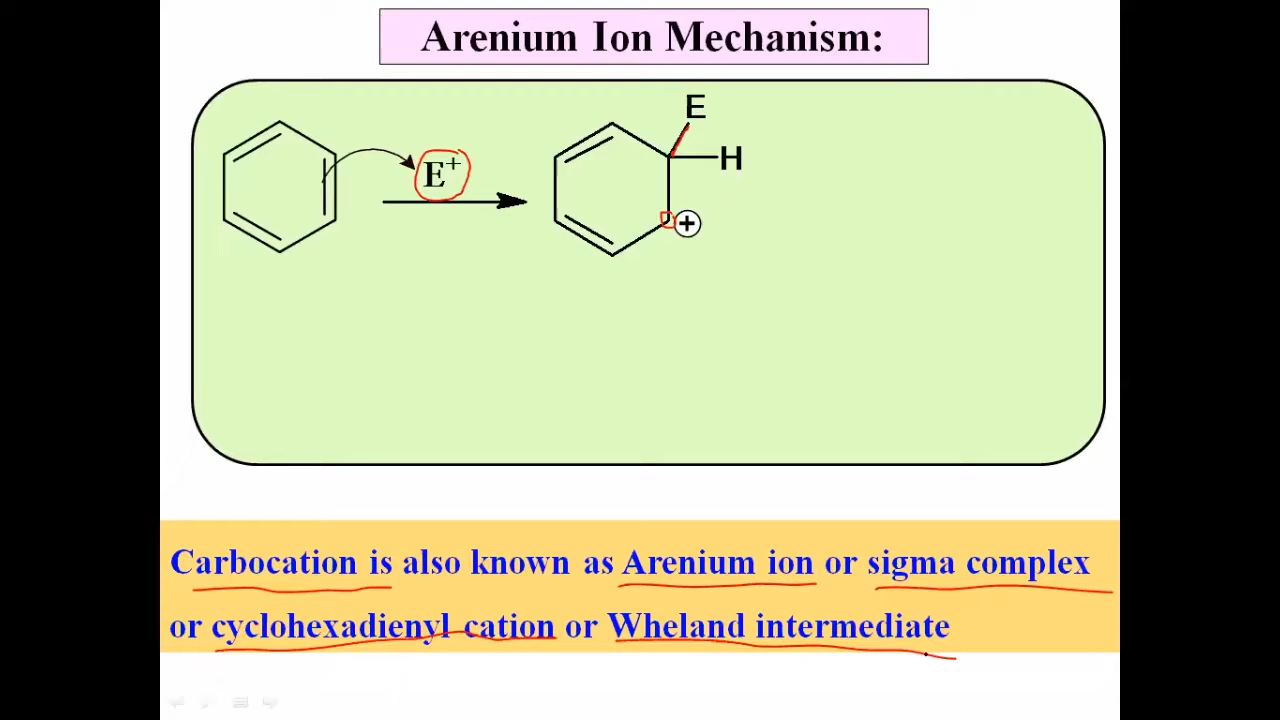 Arenium Ion Mechanism:
E
E+
H
+
Carbocation is also known as Arenium ion or sigma complex
or cyclohexadienyl cation or Wheland intermediate